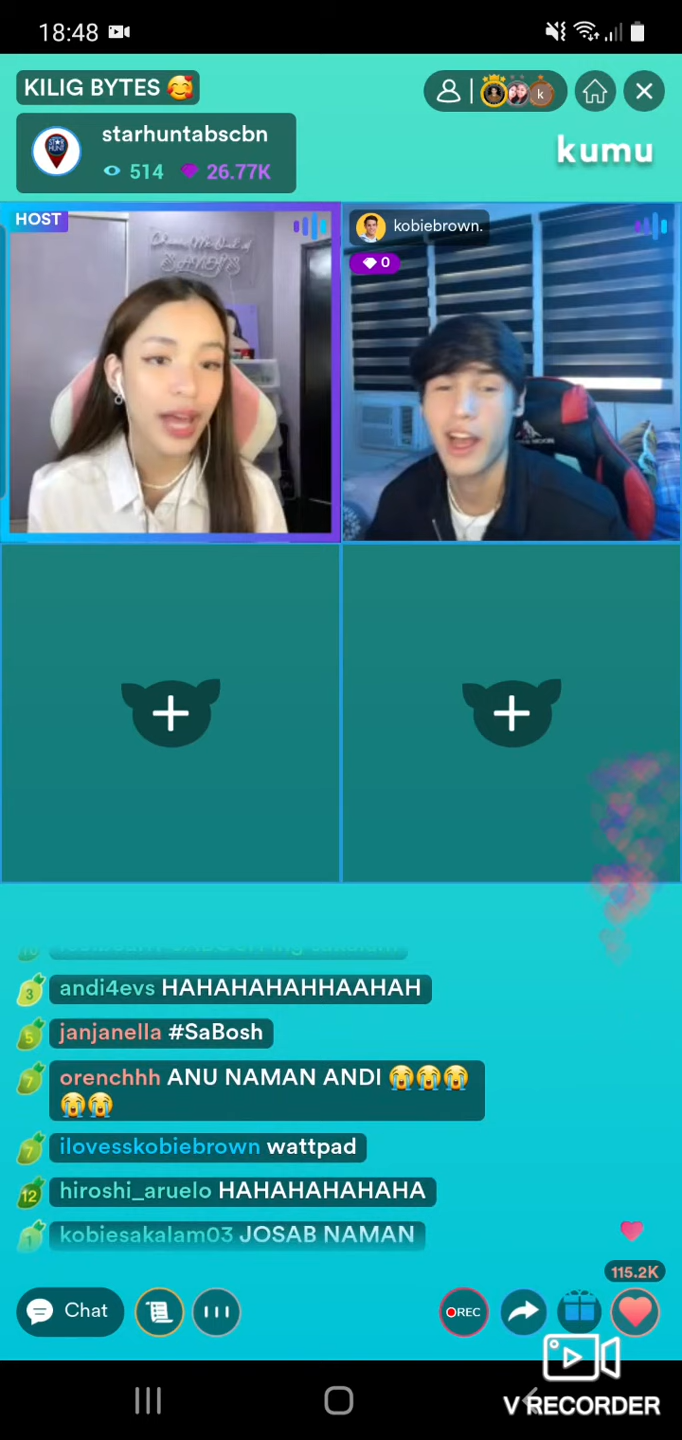 18:48
KILIG BYTES 🥰
k
starhuntabscbn
514 26.77K
kumu
HOST
kobiebrown.
0
3 andi4evs HAHAHAHAHHAAHAH
5 janjanella #SaBosh
7 orenchhh ANU NAMAN ANDI 😭😭😭
😭😭
7 ilovesskobiebrown wattpad
12 hiroshi_aruelo HAHAHAHAHAHA
1 kobiesakalam03 JOSAB NAMAN
115.2K
Chat
REC
V RECORDER